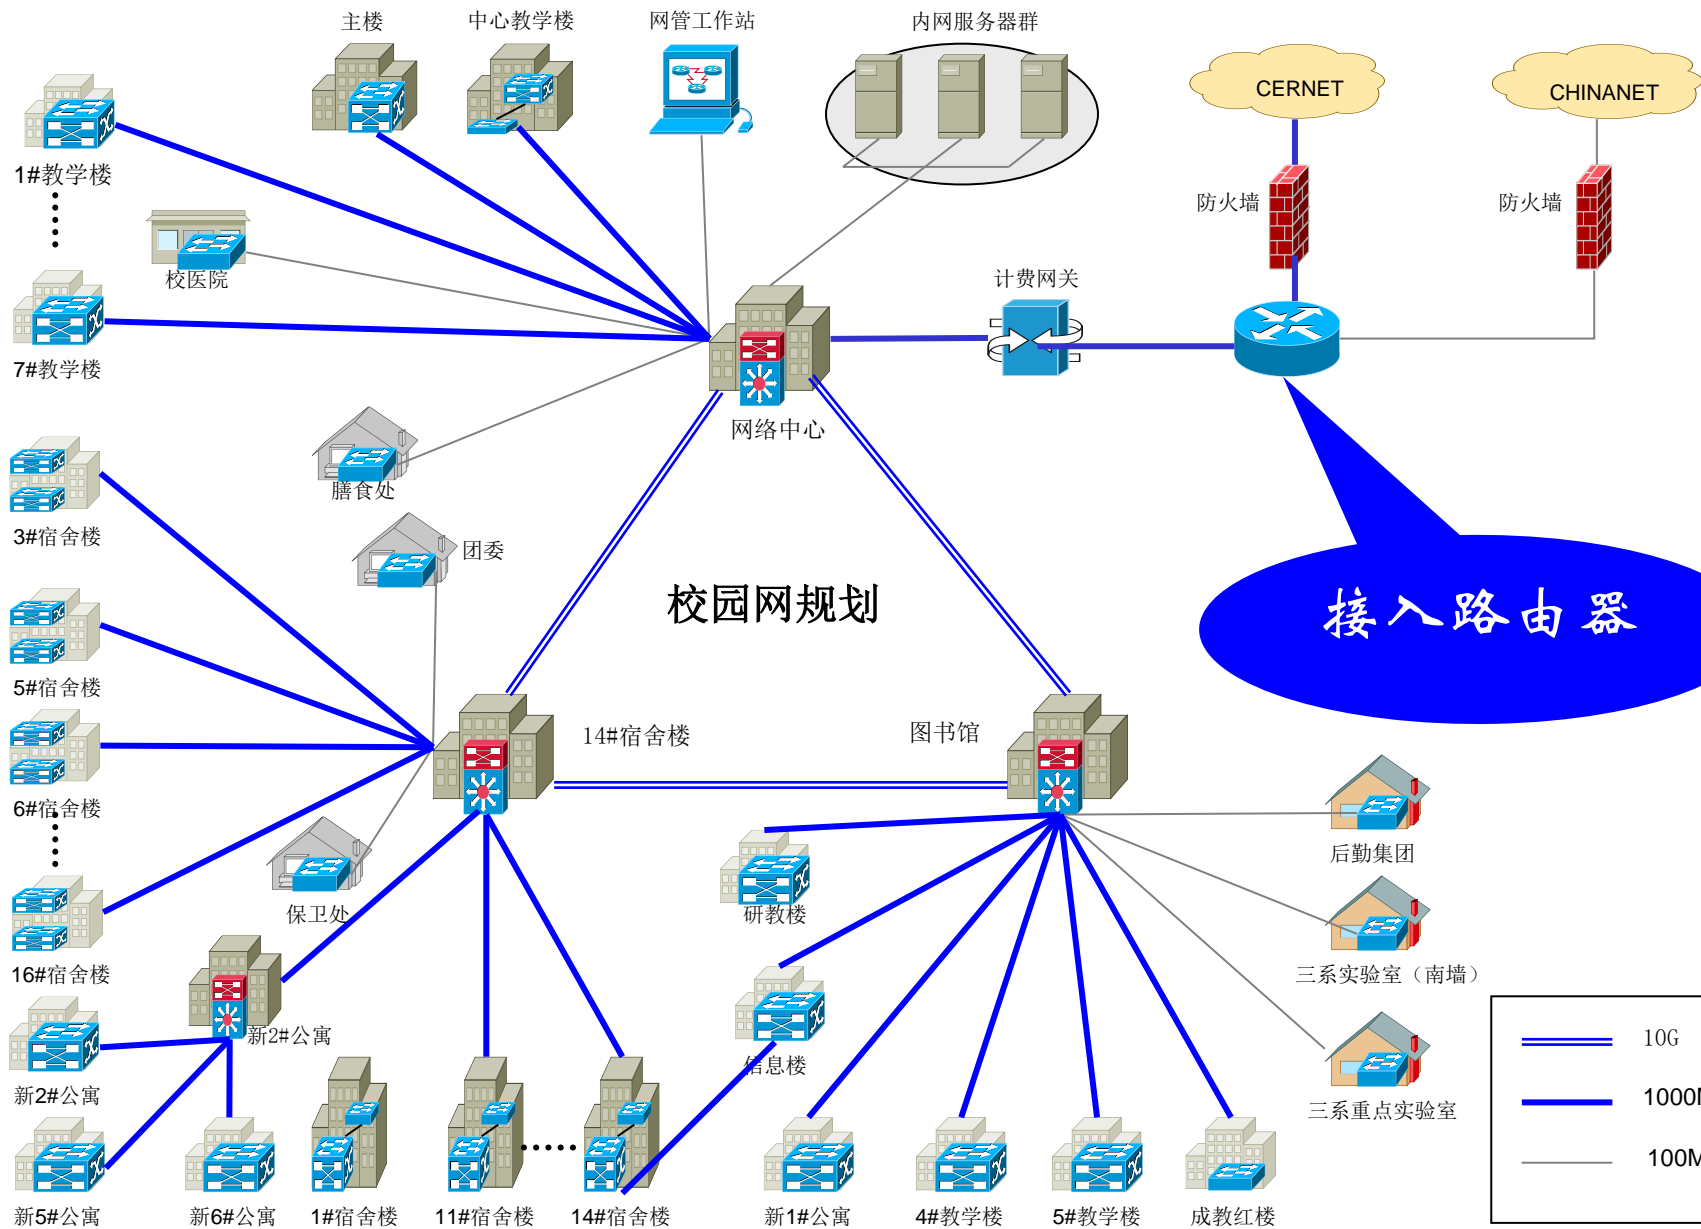 主楼
中心教学楼
网管工作站
内网服务器群
CERNET
CHINANET
1#教学楼
防火墙
防火墙
校医院
计费网关
7#教学楼
网络中心
膳食处
3#宿舍楼
团委
校园网规划
接入路由器
5#宿舍楼
14#宿舍楼
图书馆
6#宿舍楼
后勤集团
保卫处
研教楼
16#宿舍楼
三系实验室（南墙）
新2#公寓
信息楼
10G
新2#公寓
1000M
三系重点实验室
100M
新5#公寓
新6#公寓
1#宿舍楼
11#宿舍楼
14#宿舍楼
新1#公寓
4#教学楼
5#教学楼
成教红楼